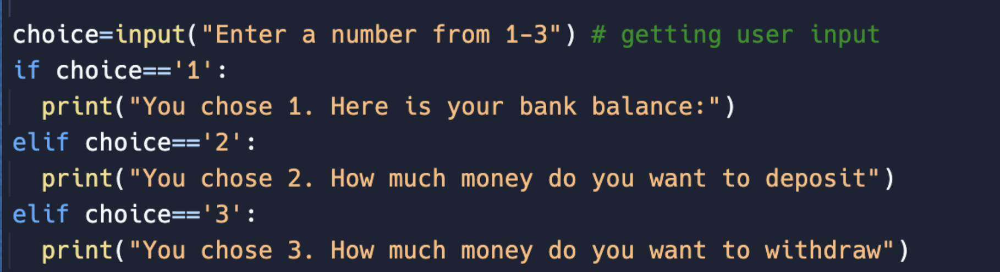 choice=input("Enter a number from 1-3") # getting user input
if choice=='1':
  print("You chose 1. Here is your bank balance:")
elif choice=='2':
  print("You chose 2. How much money do you want to deposit")
elif choice=='3':
  print("You chose 3. How much money do you want to withdraw")